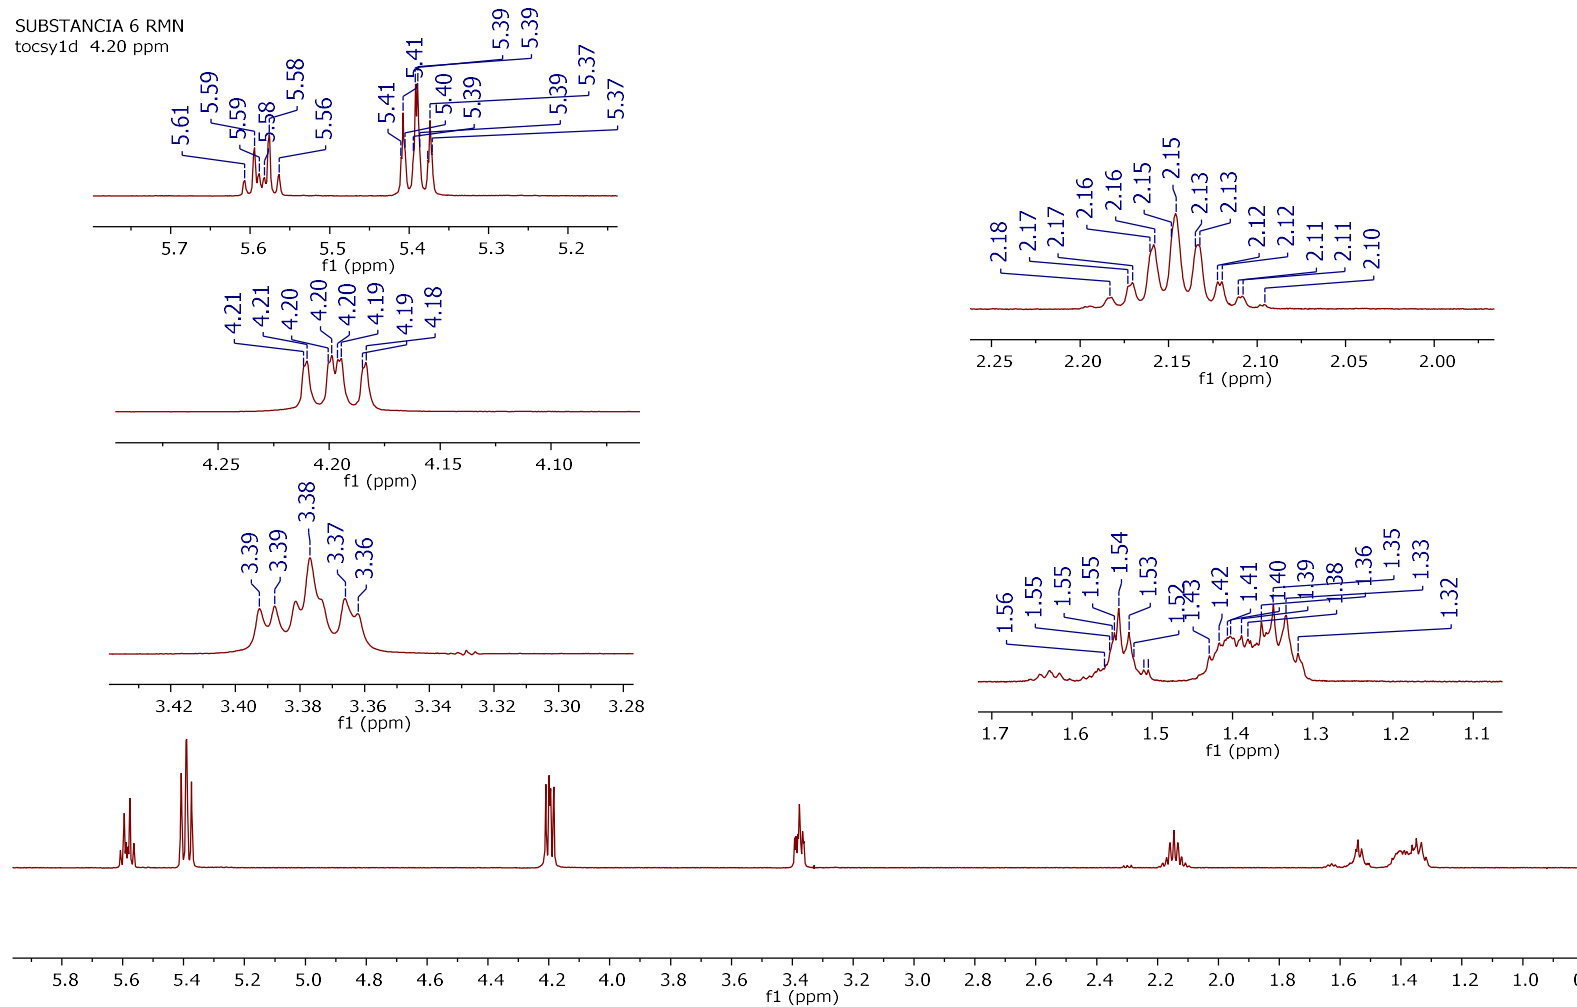 SUBSTANCIA 6 RMN
tocsy1d 4.20 ppm
5.61 5.59 5.59 5.58 5.58 5.56 5.41 5.41 5.40 5.39 5.39 5.39 5.39 5.37 5.37
5.7 5.6 5.5 5.4 5.3 5.2
f1 (ppm)
2.18 2.17 2.17 2.16 2.16 2.15 2.15 2.13 2.13 2.12 2.12 2.11 2.11 2.10
2.25 2.20 2.15 2.10 2.05 2.00
f1 (ppm)
4.21 4.21 4.20 4.20 4.20 4.19 4.19 4.18
4.25 4.20 4.15 4.10
f1 (ppm)
3.39 3.39 3.38 3.37 3.36
3.42 3.40 3.38 3.36 3.34 3.32 3.30 3.28
f1 (ppm)
1.56 1.55 1.55 1.55 1.54 1.53 1.52 1.43 1.42 1.41 1.40 1.39 1.38 1.36 1.35 1.33 1.32
1.7 1.6 1.5 1.4 1.3 1.2 1.1
f1 (ppm)
5.8 5.6 5.4 5.2 5.0 4.8 4.6 4.4 4.2 4.0 3.8 3.6 3.4 3.2 3.0 2.8 2.6 2.4 2.2 2.0 1.8 1.6 1.4 1.2 1.0
f1 (ppm)